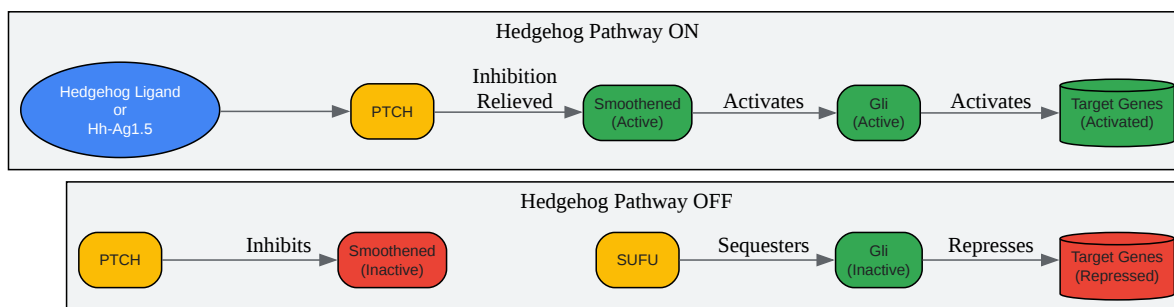 Hedgehog Pathway ON
Hedgehog Ligand
or
Hh-Ag1.5
PTCH
Inhibition
Relieved
Smoothened
(Active)
Activates
Gli
(Active)
Activates
Target Genes
(Activated)
Hedgehog Pathway OFF
PTCH
Inhibits
Smoothened
(Inactive)
SUFU
Sequesters
Gli
(Inactive)
Represses
Target Genes
(Repressed)